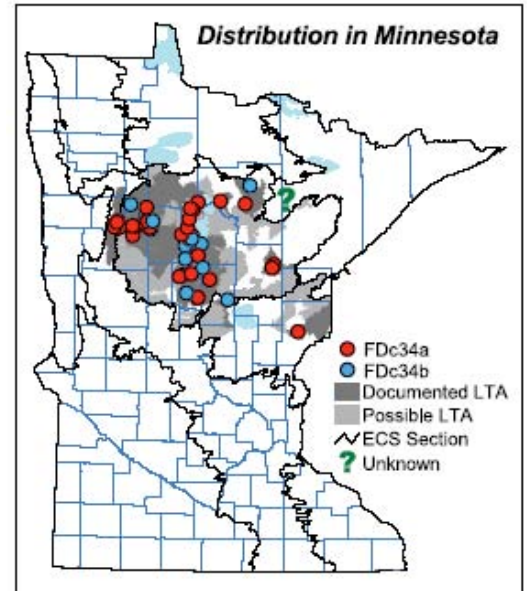 Distribution in Minnesota
?
FDc34a
FDc34b
Documented LTA
Possible LTA
ECS Section
? Unknown